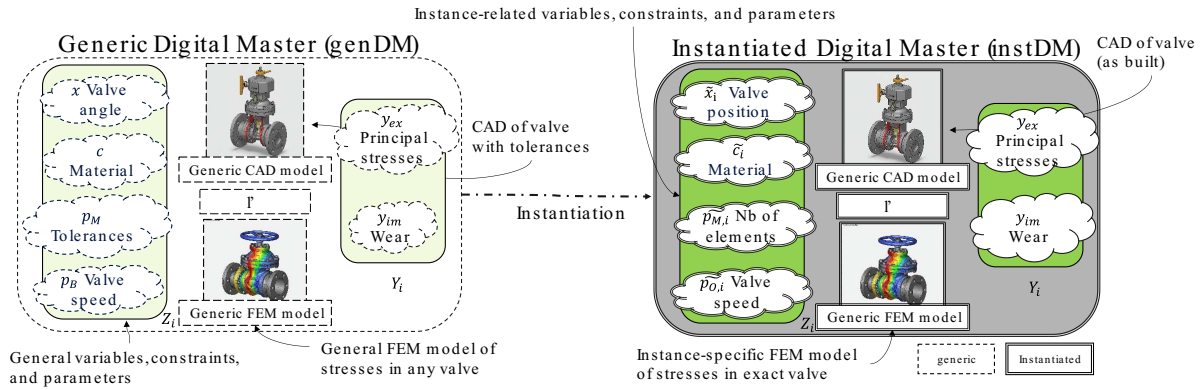 Instance-related variables, constraints, and parameters
Generic Digital Master (genDM)
x Valve
angle
c
Material
p_M
Tolerances
p_B Valve
speed
Z_i
Generic CAD model
Γ
Generic FEM model
y_ex
Principal
stresses
y_im
Wear
Y_i
CAD of valve
with tolerances
General variables, constraints,
and parameters
General FEM model of
stresses in any valve
Instantiation
Instantiated Digital Master (instDM)
CAD of valve
(as built)
x̃_i Valve
position
c̃_i
Material
p̃_M,i Nb of
elements
p̃_O,i Valve
speed
Z_i
Generic CAD model
Γ
Generic FEM model
y_ex
Principal
stresses
y_im
Wear
Y_i
Instance-specific FEM model
of stresses in exact valve
generic
Instantiated